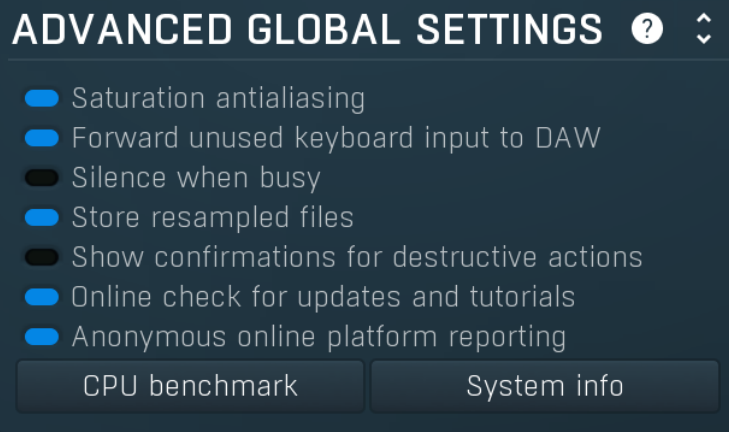 ADVANCED GLOBAL SETTINGS ?
Saturation antialiasing
Forward unused keyboard input to DAW
Silence when busy
Store resampled files
Show confirmations for destructive actions
Online check for updates and tutorials
Anonymous online platform reporting
CPU benchmark System info